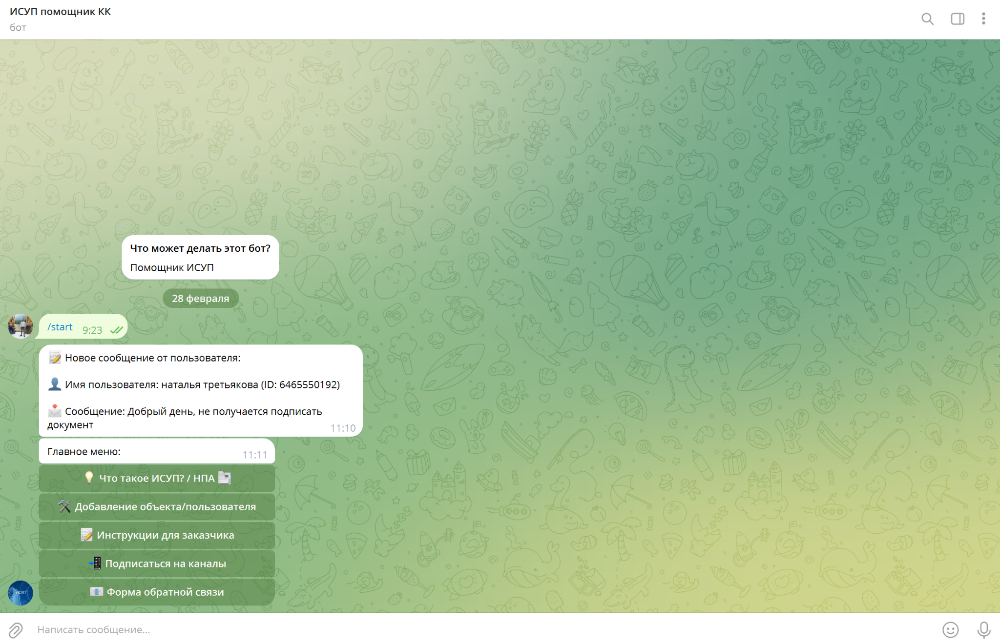 ИСУП помощник КК
бот
Что может делать этот бот?
Помощник ИСУП
28 февраля
/start 9:23
Новое сообщение от пользователя:
Имя пользователя: наталья третьякова (ID: 6465550192)
Сообщение: Добрый день, не получается подписать
документ 11:10
Главное меню: 11:11
Что такое ИСУП? / НПА
Добавление объекта/пользователя
Инструкции для заказчика
Подписаться на каналы
Форма обратной связи
ИСУП
Написать сообщение...